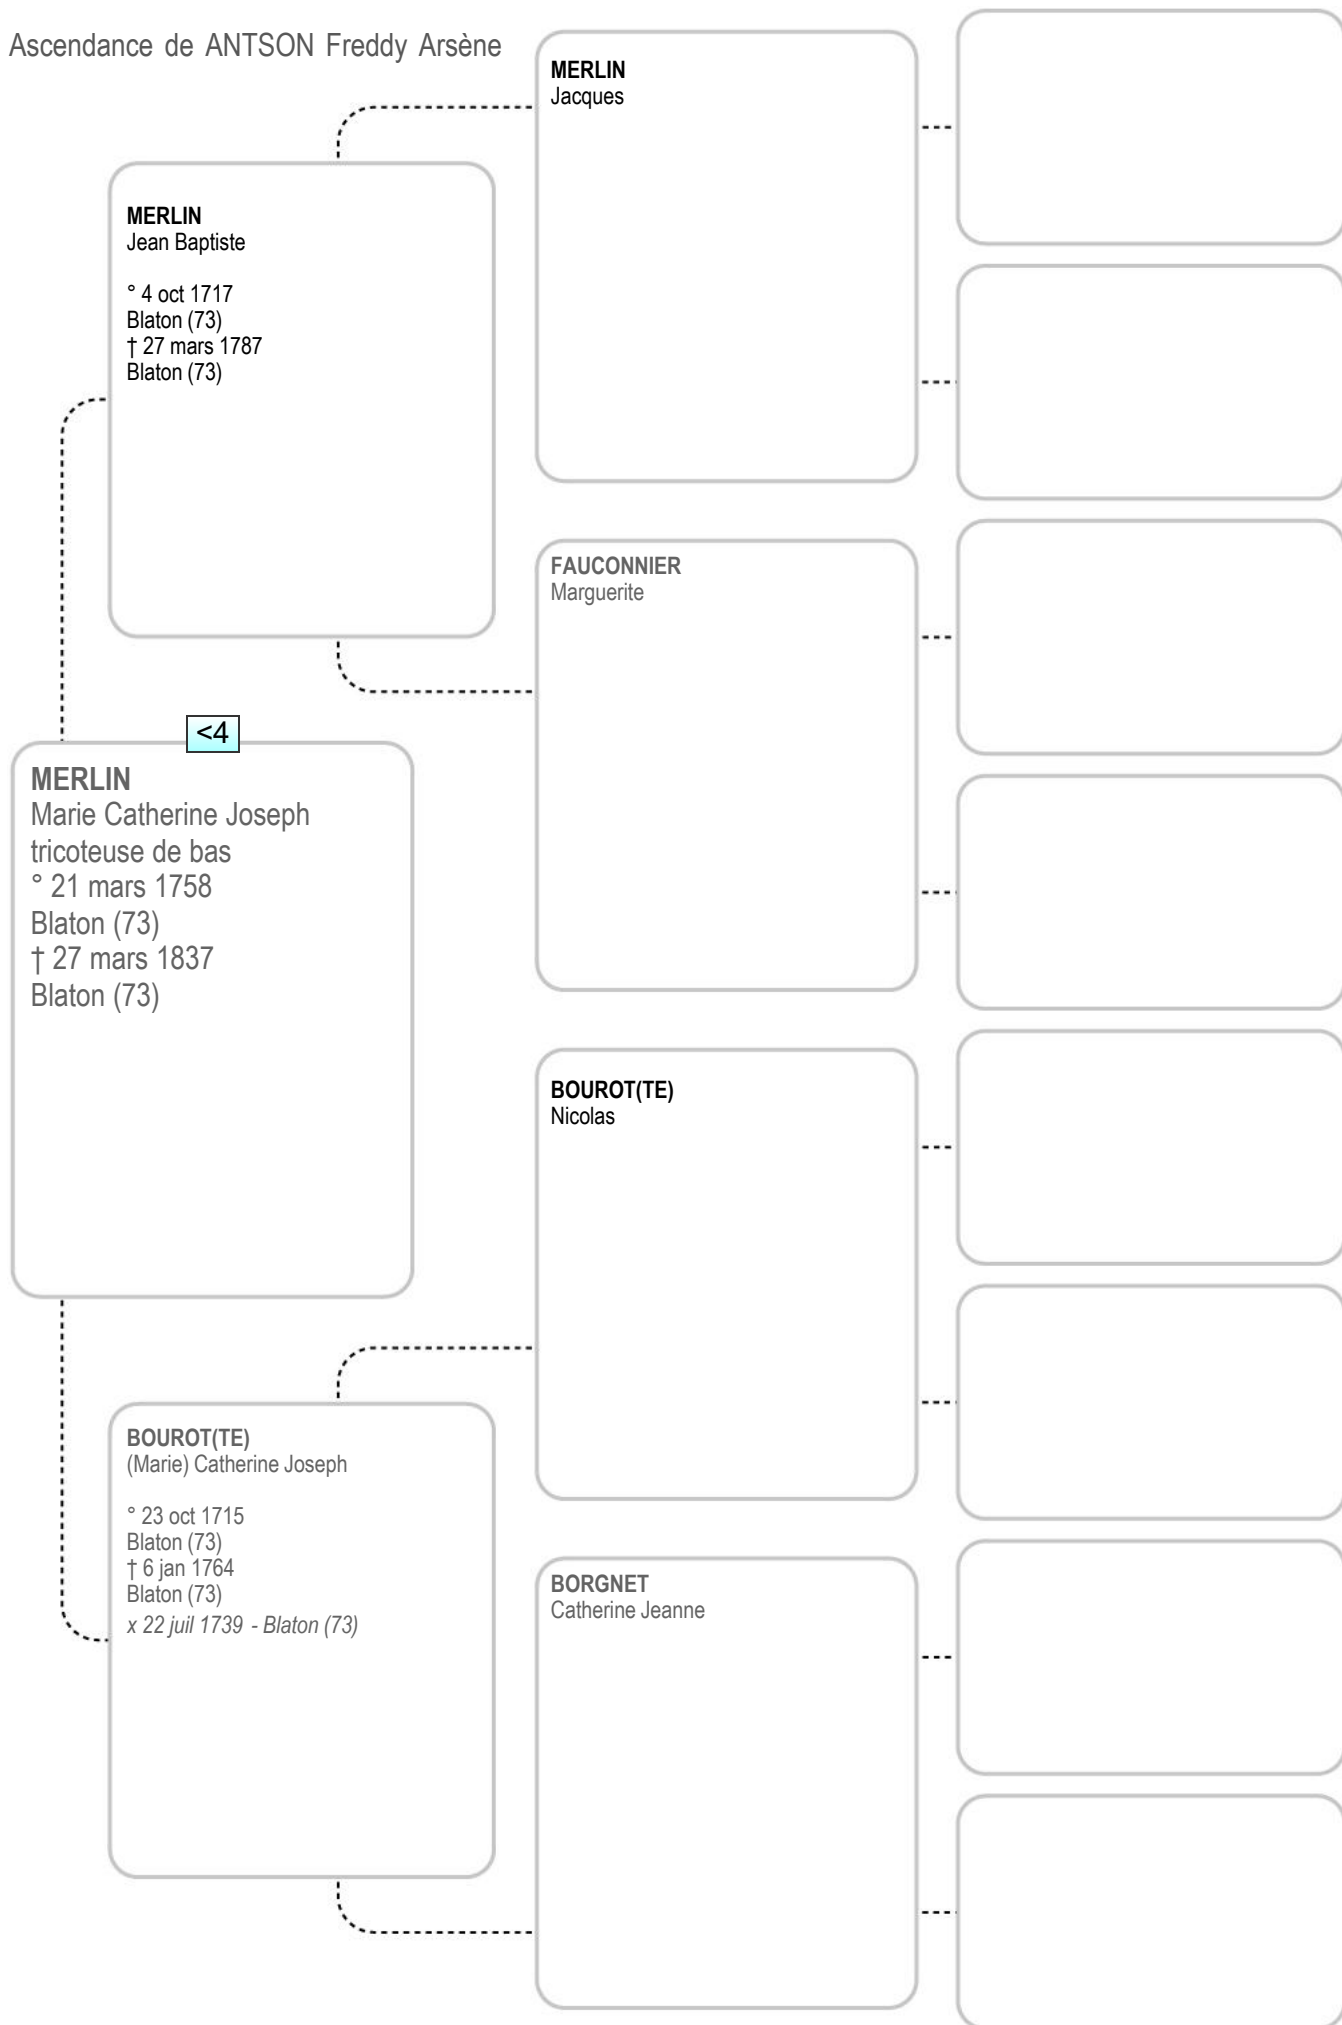 Ascendance de ANTSON Freddy Arsène
MERLIN
Jacques
MERLIN
Jean Baptiste
° 4 oct 1717
Blaton (73)
† 27 mars 1787
Blaton (73)
FAUCONNIER
Marguerite
<4
MERLIN
Marie Catherine Joseph
tricoteuse de bas
° 21 mars 1758
Blaton (73)
† 27 mars 1837
Blaton (73)
BOUROT(TE)
Nicolas
BOUROT(TE)
(Marie) Catherine Joseph
° 23 oct 1715
Blaton (73)
† 6 jan 1764
Blaton (73)
x 22 juil 1739 - Blaton (73)
BORGNET
Catherine Jeanne